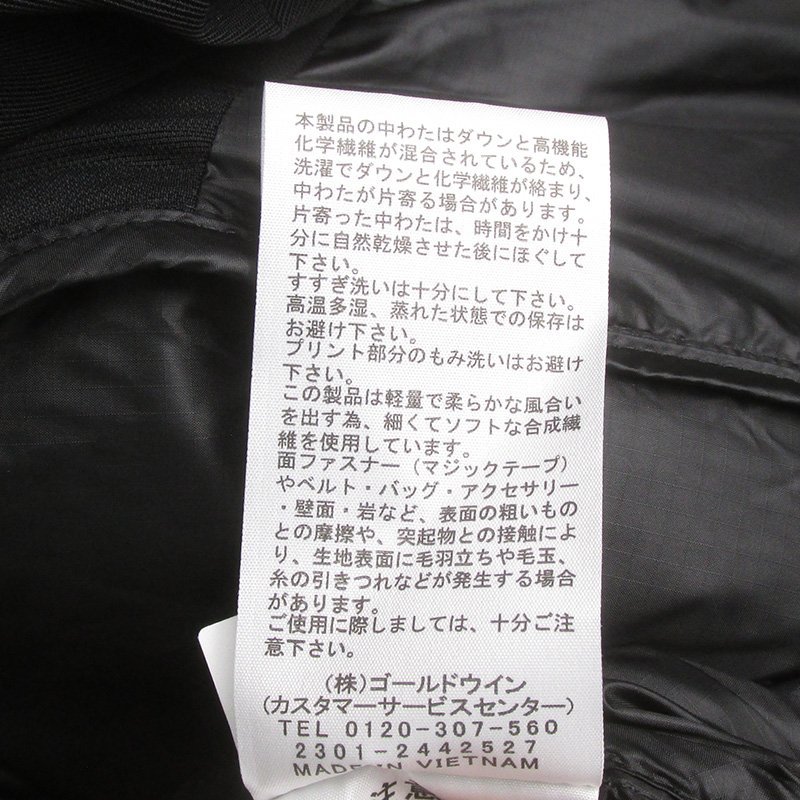 本製品の中わたはダウンと高機能
化学繊維が混合されているため、
洗濯でダウンと化学繊維が絡まり、
中わたが片寄る場合があります。
片寄った中わたは、時間をかけ十
分に自然乾燥させた後にほぐして
下さい。
すすぎ洗いは十分にして下さい。
高温多湿、蒸れた状態での保存は
お避け下さい。
プリント部分のもみ洗いはお避け
下さい。
この製品は軽量で柔らかな風合い
を出す為、細くてソフトな合成繊
維を使用しています。
面ファスナー(マジックテープ)
やベルト・バッグ・アクセサリー
・壁面・岩など、表面の粗いもの
との摩擦や、突起物との接触によ
り、生地表面に毛羽立ちや毛玉、
糸の引きつれなどが発生する場合
があります。
ご使用に際しましては、十分ご注
意下さい。
(株)ゴールドウイン
(カスタマーサービスセンター)
TEL 0120-307-560
2301-2442527
MADE IN VIETNAM